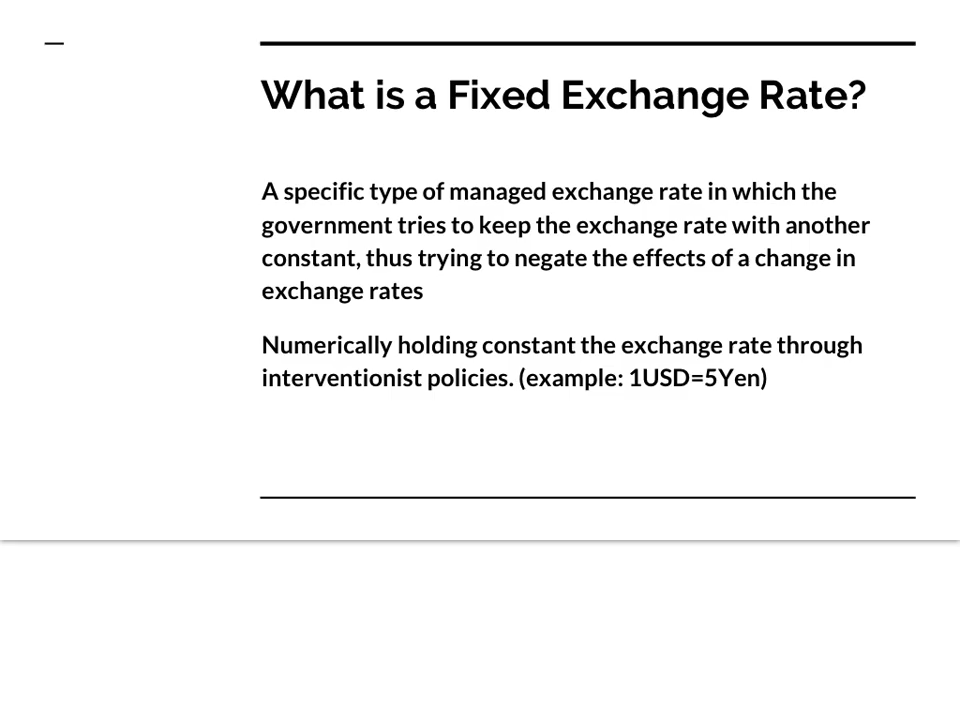 What is a Fixed Exchange Rate?
A specific type of managed exchange rate in which the
government tries to keep the exchange rate with another
constant, thus trying to negate the effects of a change in
exchange rates
Numerically holding constant the exchange rate through
interventionist policies. (example: 1USD=5Yen)